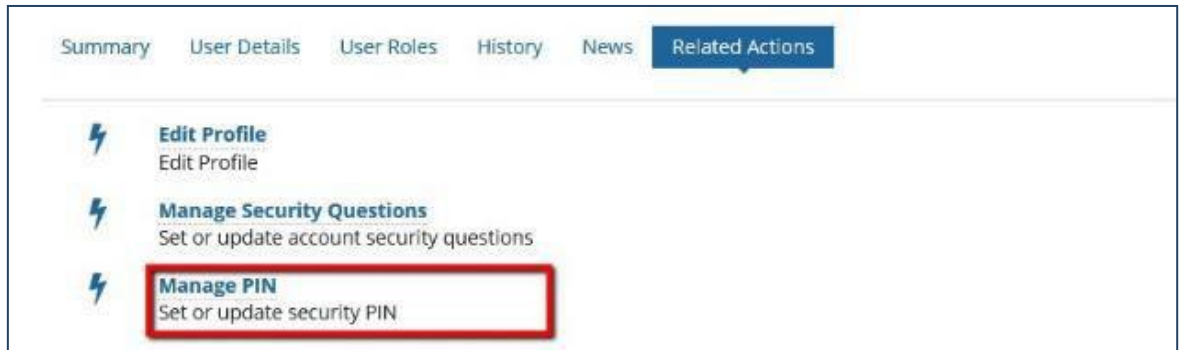 Summary User Details User Roles History News Related Actions
Edit Profile
Edit Profile
Manage Security Questions
Set or update account security questions
Manage PIN
Set or update security PIN